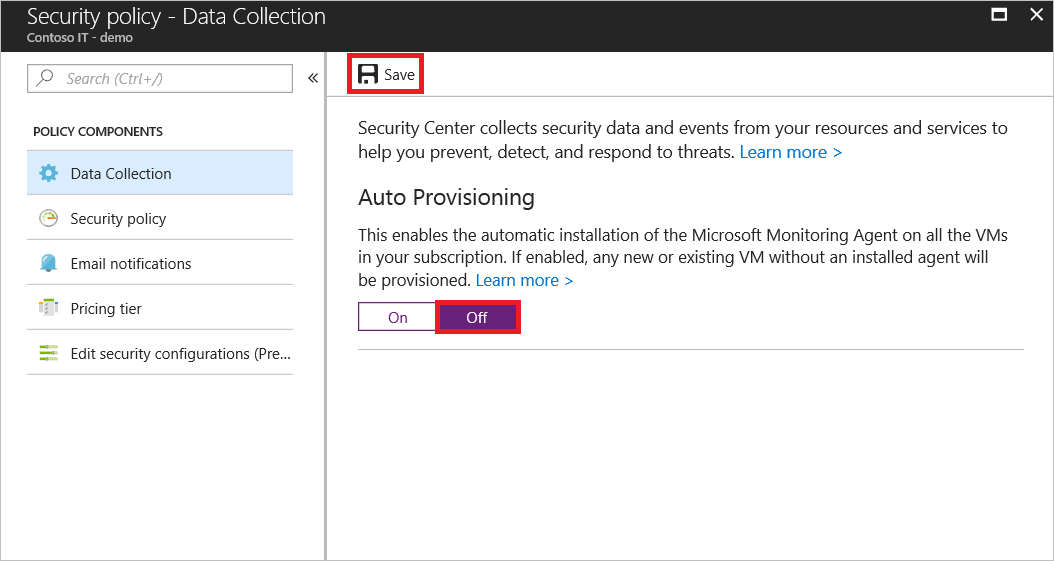 Security policy - Data Collection
Contoso IT - demo
Search (Ctrl+/)
«
POLICY COMPONENTS
Data Collection
Security policy
Email notifications
Pricing tier
Edit security configurations (Pre...
Save
Security Center collects security data and events from your resources and services to
help you prevent, detect, and respond to threats. Learn more >
Auto Provisioning
This enables the automatic installation of the Microsoft Monitoring Agent on all the VMs
in your subscription. If enabled, any new or existing VM without an installed agent will
be provisioned. Learn more >
On Off